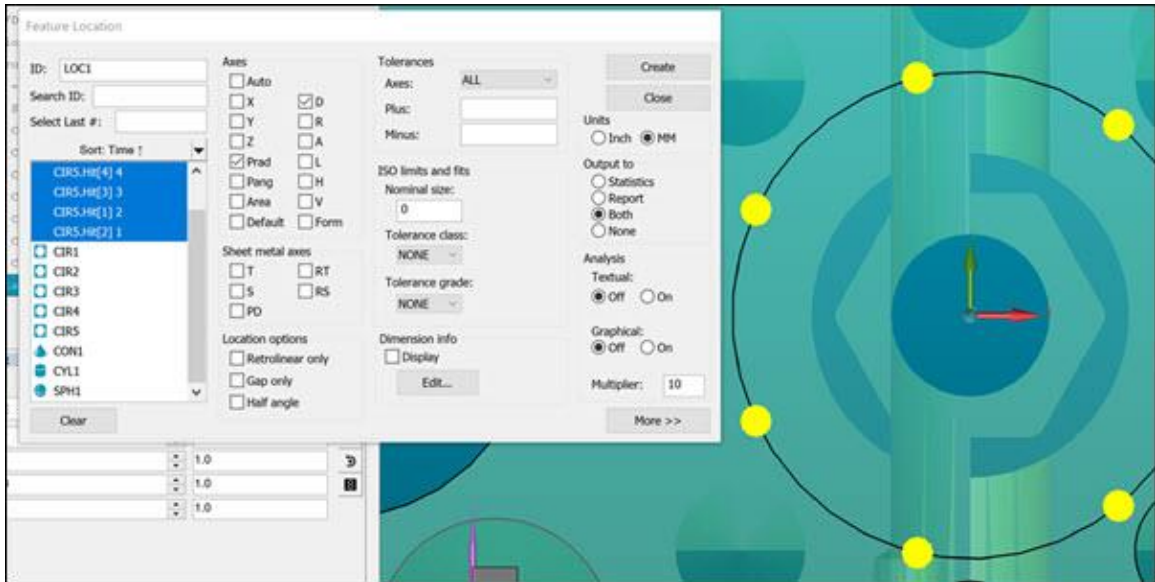 Feature Location
ID: LOC1
Search ID:
Select Last #:
Sort: Time ↑
CIR5.Hit[4] 4
CIR5.Hit[3] 3
CIR5.Hit[1] 2
CIR5.Hit[2] 1
CIR1
CIR2
CIR3
CIR4
CIR5
CON1
CYL1
SPH1
Clear
Axes
Auto
X D
Y R
Z A
Prad L
Pang H
Area V
Default Form
Sheet metal axes
T RT
S RS
PD
Location options
Retrolinear only
Gap only
Half angle
Tolerances
Axes: ALL
Plus:
Minus:
ISO limits and fits
Nominal size:
0
Tolerance class:
NONE
Tolerance grade:
NONE
Dimension info
Display
Edit...
Create
Close
Units
Inch MM
Output to
Statistics
Report
Both
None
Analysis
Textual:
Off On
Graphical:
Off On
Multiplier: 10
More >>
1.0
1.0
1.0